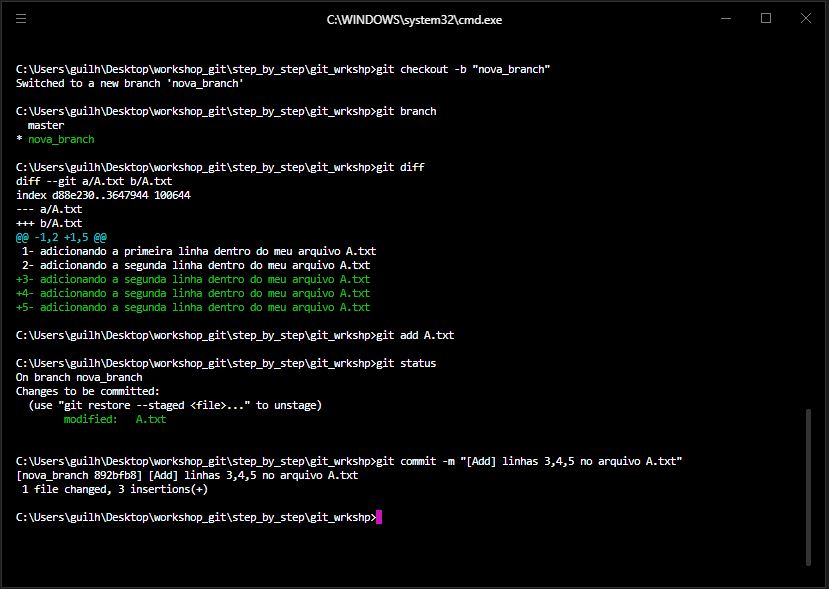 C:\WINDOWS\system32\cmd.exe
C:\Users\guilh\Desktop\workshop_git\step_by_step\git_wrkshp>git checkout -b "nova_branch"
Switched to a new branch 'nova_branch'
C:\Users\guilh\Desktop\workshop_git\step_by_step\git_wrkshp>git branch
  master
* nova_branch
C:\Users\guilh\Desktop\workshop_git\step_by_step\git_wrkshp>git diff
diff --git a/A.txt b/A.txt
index d88e230..3647944 100644
--- a/A.txt
+++ b/A.txt
@@ -1,2 +1,5 @@
 1- adicionando a primeira linha dentro do meu arquivo A.txt
 2- adicionando a segunda linha dentro do meu arquivo A.txt
+3- adicionando a segunda linha dentro do meu arquivo A.txt
+4- adicionando a segunda linha dentro do meu arquivo A.txt
+5- adicionando a segunda linha dentro do meu arquivo A.txt
C:\Users\guilh\Desktop\workshop_git\step_by_step\git_wrkshp>git add A.txt
C:\Users\guilh\Desktop\workshop_git\step_by_step\git_wrkshp>git status
On branch nova_branch
Changes to be committed:
  (use "git restore --staged <file>..." to unstage)
        modified:   A.txt
C:\Users\guilh\Desktop\workshop_git\step_by_step\git_wrkshp>git commit -m "[Add] linhas 3,4,5 no arquivo A.txt"
[nova_branch 892bfb8] [Add] linhas 3,4,5 no arquivo A.txt
 1 file changed, 3 insertions(+)
C:\Users\guilh\Desktop\workshop_git\step_by_step\git_wrkshp>